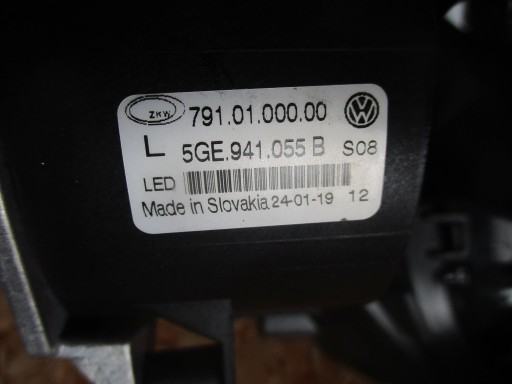 ZKW 791.01.000.00
L 5GE.941.055 B S08
LED
Made in Slovakia 24-01-19 12